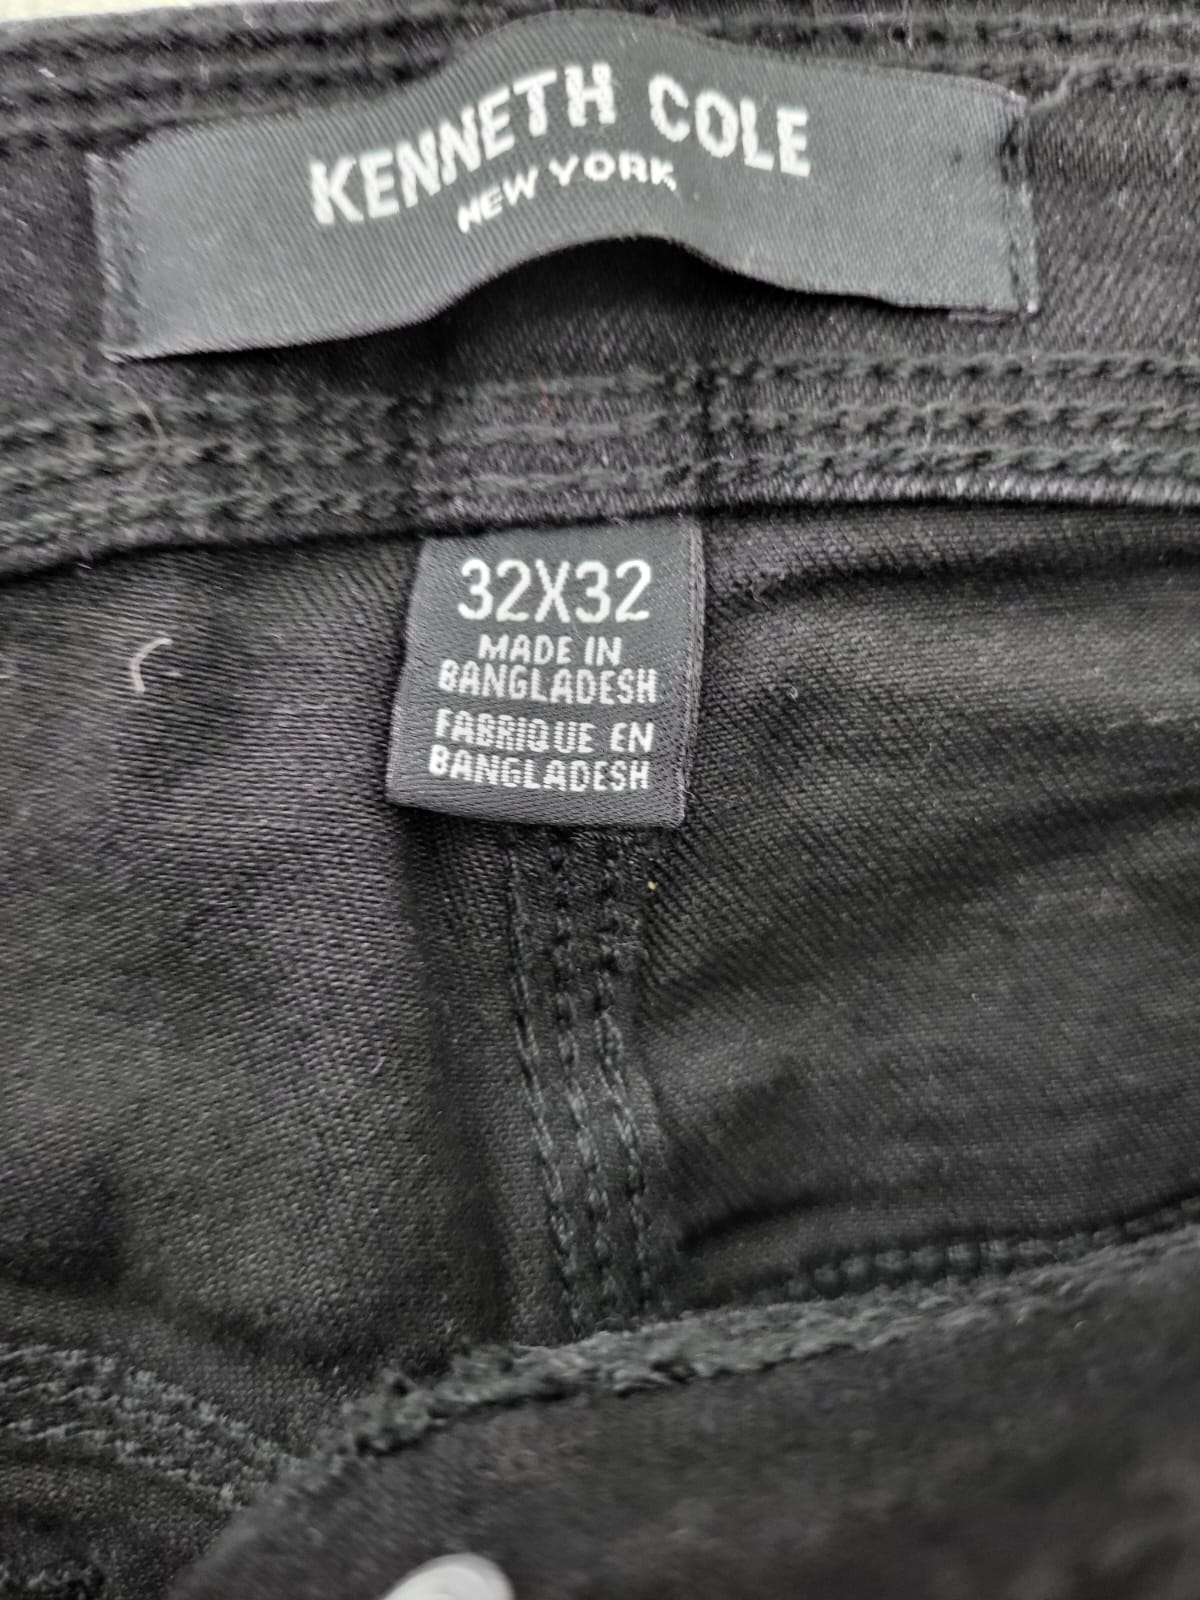 KENNETH COLE
NEW YORK
32X32
MADE IN
BANGLADESH
FABRIQUE EN
BANGLADESH